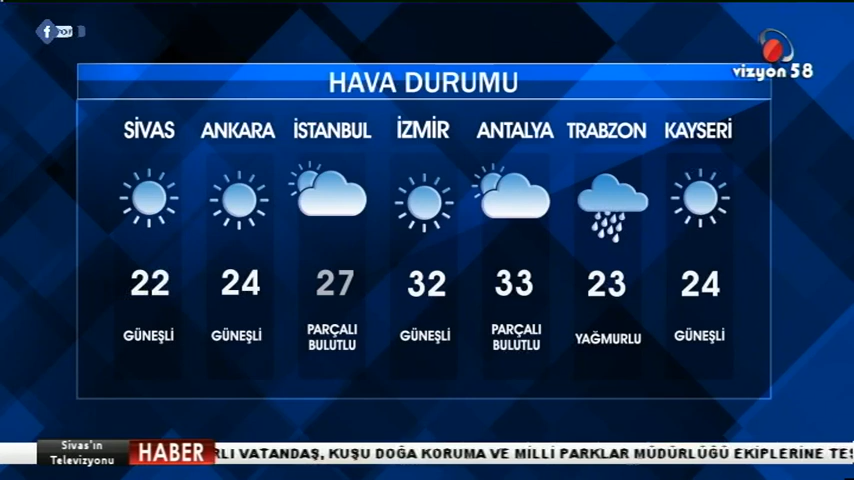 vizyon 58
HAVA DURUMU
SİVAS ANKARA İSTANBUL İZMİR ANTALYA TRABZON KAYSERİ
22 24 27 32 33 23 24
GÜNEŞLİ GÜNEŞLİ PARÇALI BULUTLU GÜNEŞLİ PARÇALI BULUTLU YAĞMURLU GÜNEŞLİ
Sivas'ın
Televizyonu
HABER
RLI VATANDAŞ, KUŞU DOĞA KORUMA VE MİLLİ PARKLAR MÜDÜRLÜĞÜ EKİPLERİNE TES